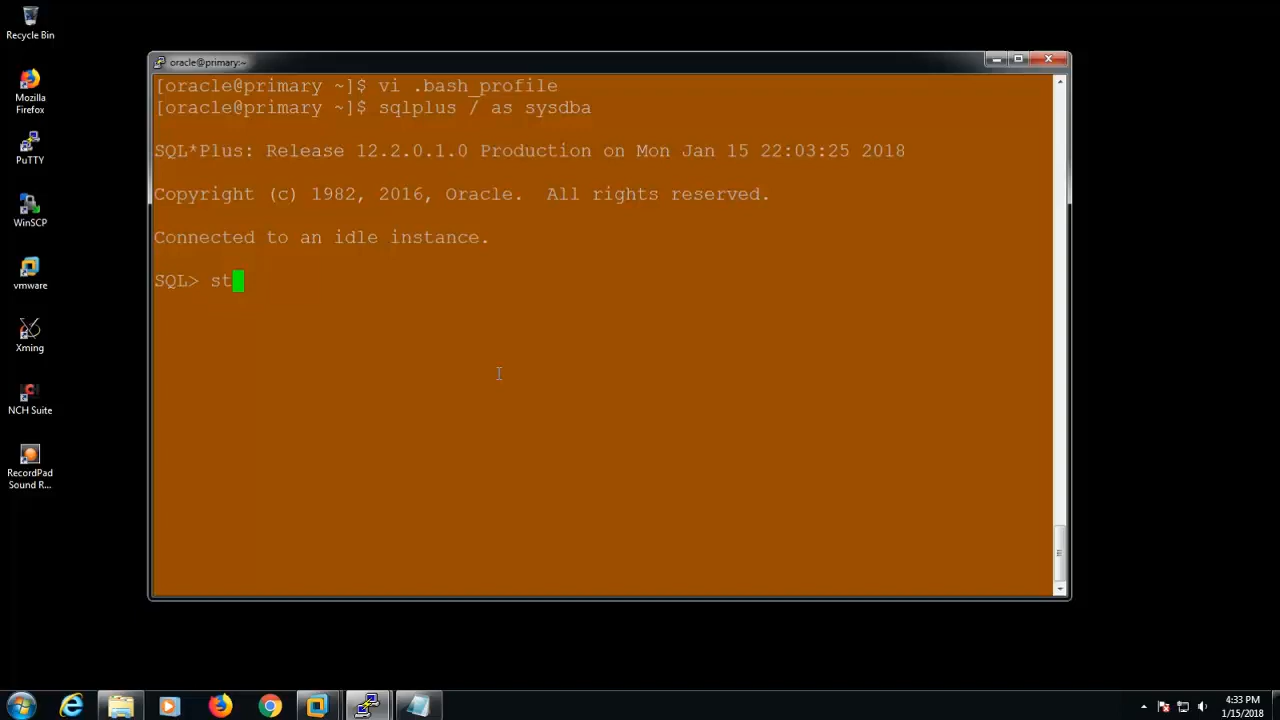 Recycle Bin
Mozilla
Firefox
PuTTY
WinSCP
vmware
Xming
NCH Suite
RecordPad
Sound R...
oracle@primary:~
[oracle@primary ~]$ vi .bash_profile
[oracle@primary ~]$ sqlplus / as sysdba
SQL*Plus: Release 12.2.0.1.0 Production on Mon Jan 15 22:03:25 2018
Copyright (c) 1982, 2016, Oracle.  All rights reserved.
Connected to an idle instance.
SQL> st
4:33 PM
1/15/2018